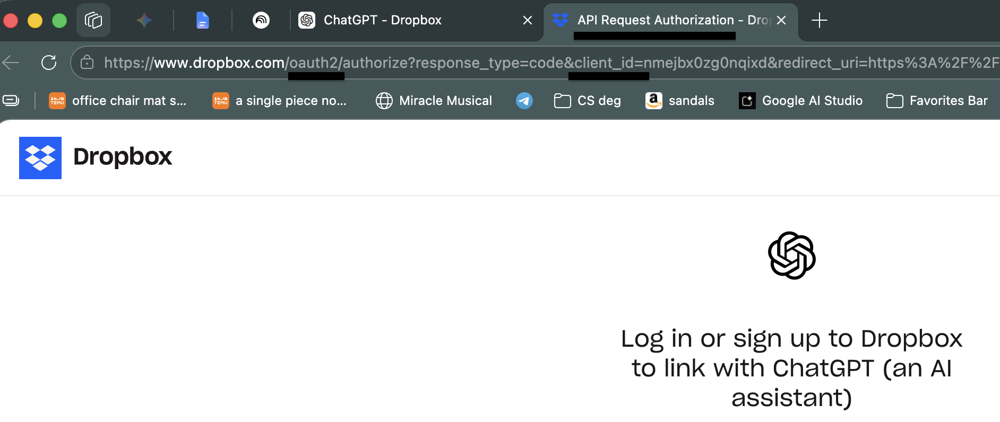 ChatGPT - Dropbox
API Request Authorization - Dro
https://www.dropbox.com/oauth2/authorize?response_type=code&client_id=nmejbx0zg0nqixd&redirect_uri=https%3A%2F%2F
TEMU office chair mat s... TEMU a single piece no... Miracle Musical CS deg a sandals Google AI Studio Favorites Bar
Dropbox
Log in or sign up to Dropbox
to link with ChatGPT (an AI
assistant)